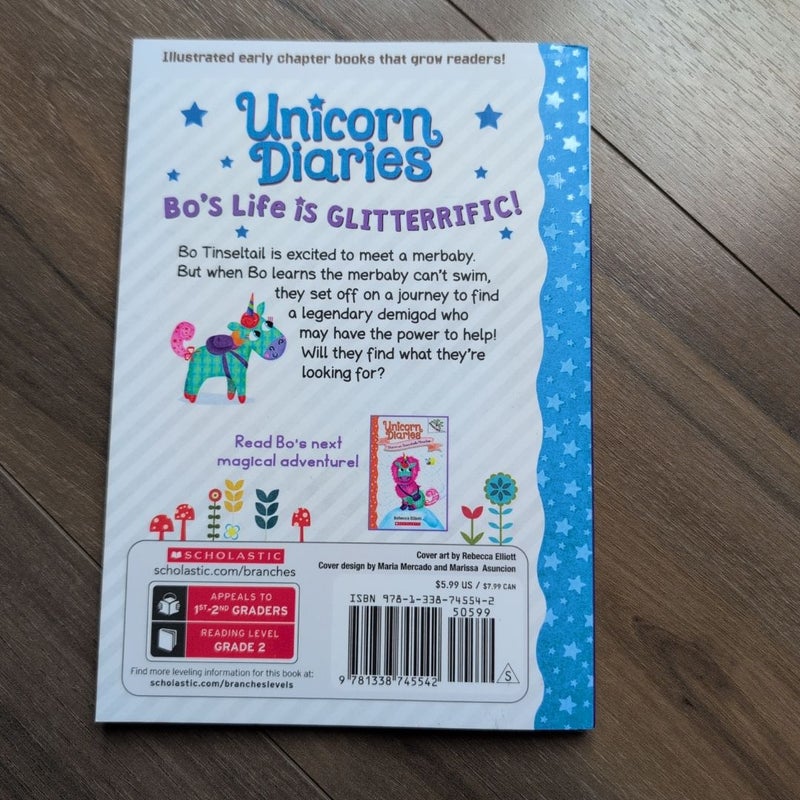 Illustrated early chapter books that grow readers!
Unicorn
Diaries
BO'S LiFe iS GLITTERRIFIC!
Bo Tinseltail is excited to meet a merbaby.
But when Bo learns the merbaby can't swim,
they set off on a journey to find
a legendary demigod who
may have the power to help!
Will they find what they're
looking for?
Read Bo's next
magical adventure!
Unicorn
Diaries
Rebecca Elliott
SCHOLASTIC
SCHOLASTIC
scholastic.com/branches
APPEALS TO
1ST-2ND GRADERS
READING LEVEL
GRADE 2
Find more leveling information for this book at:
scholastic.com/brancheslevels
Cover art by Rebecca Elliott
Cover design by Maria Mercado and Marissa Asuncion
$5.99 US / $7.99 CAN
ISBN 978-1-338-74554-2
50599
9 781338 745542
S